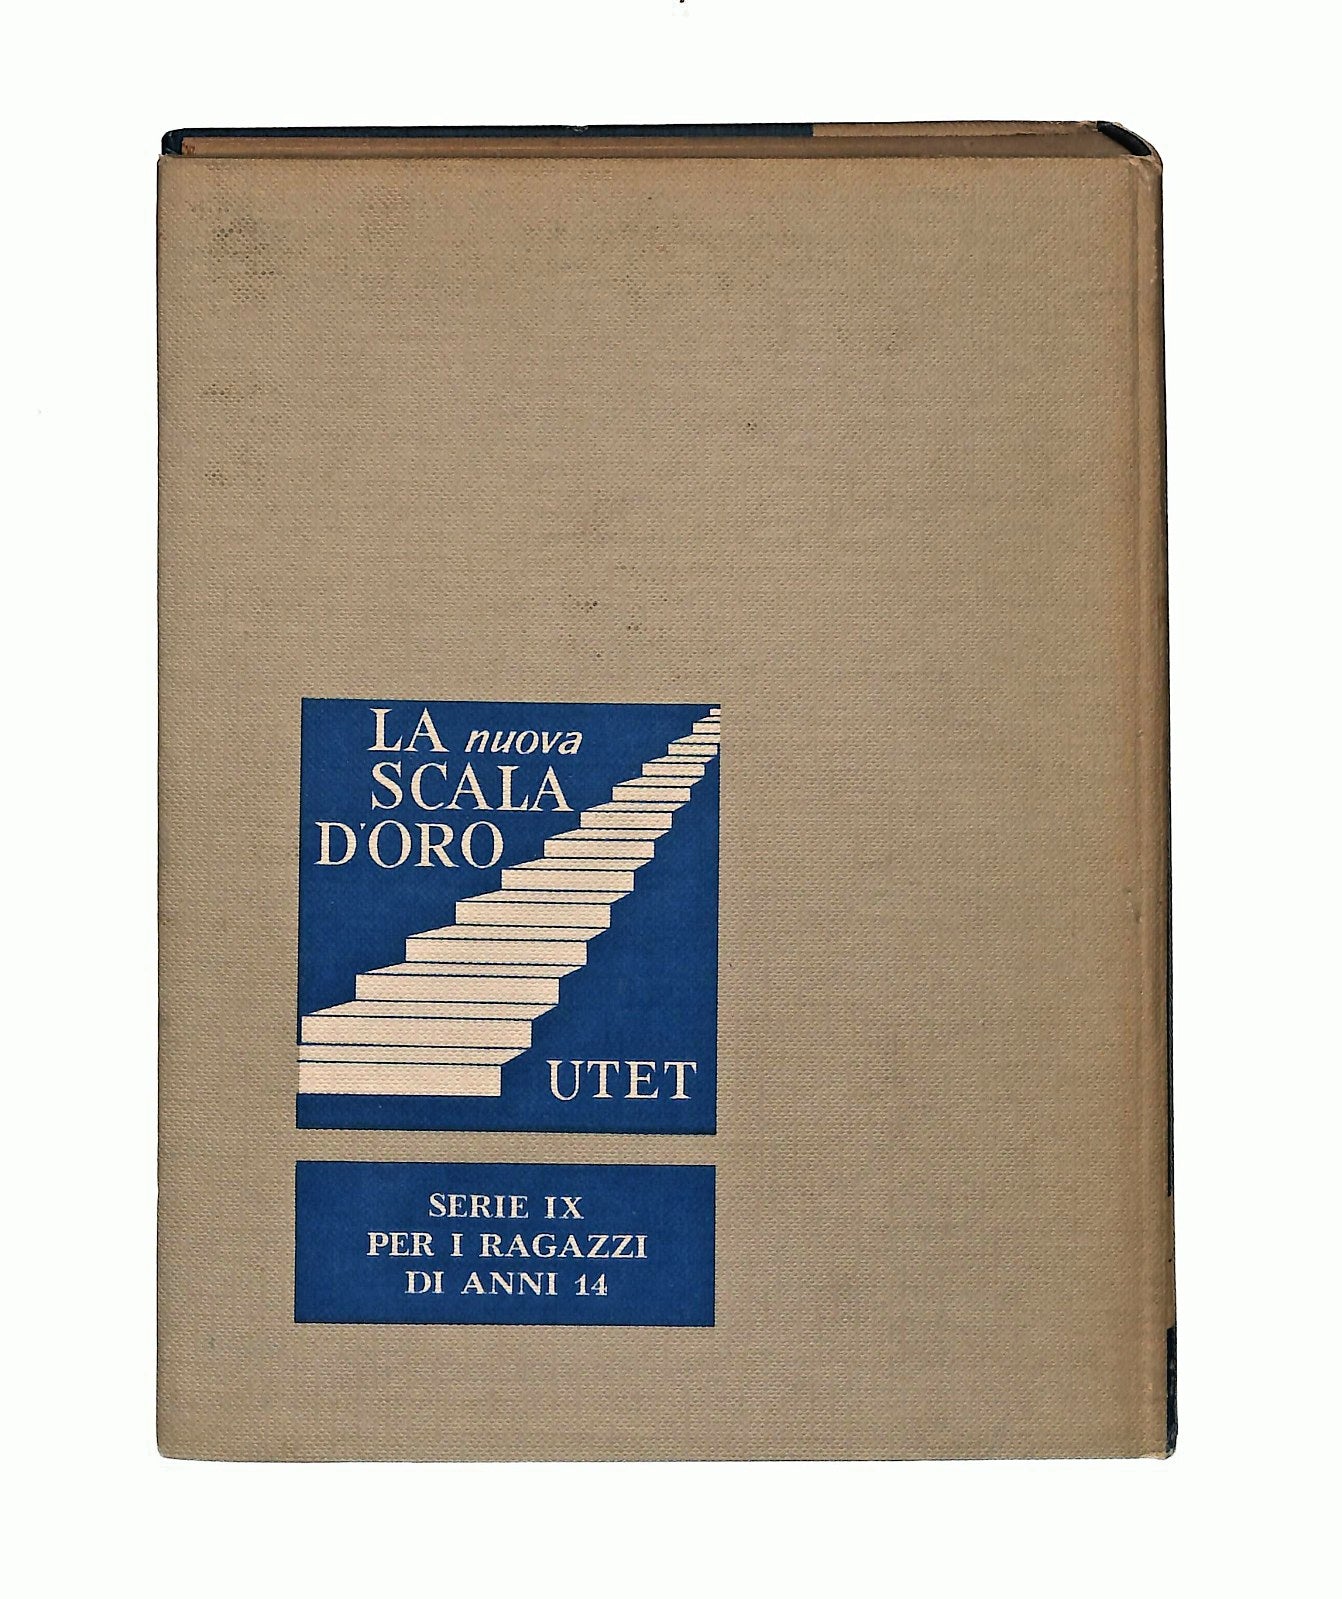 LA nuova
SCALA
D'ORO
UTET
SERIE IX
PER I RAGAZZI
DI ANNI 14